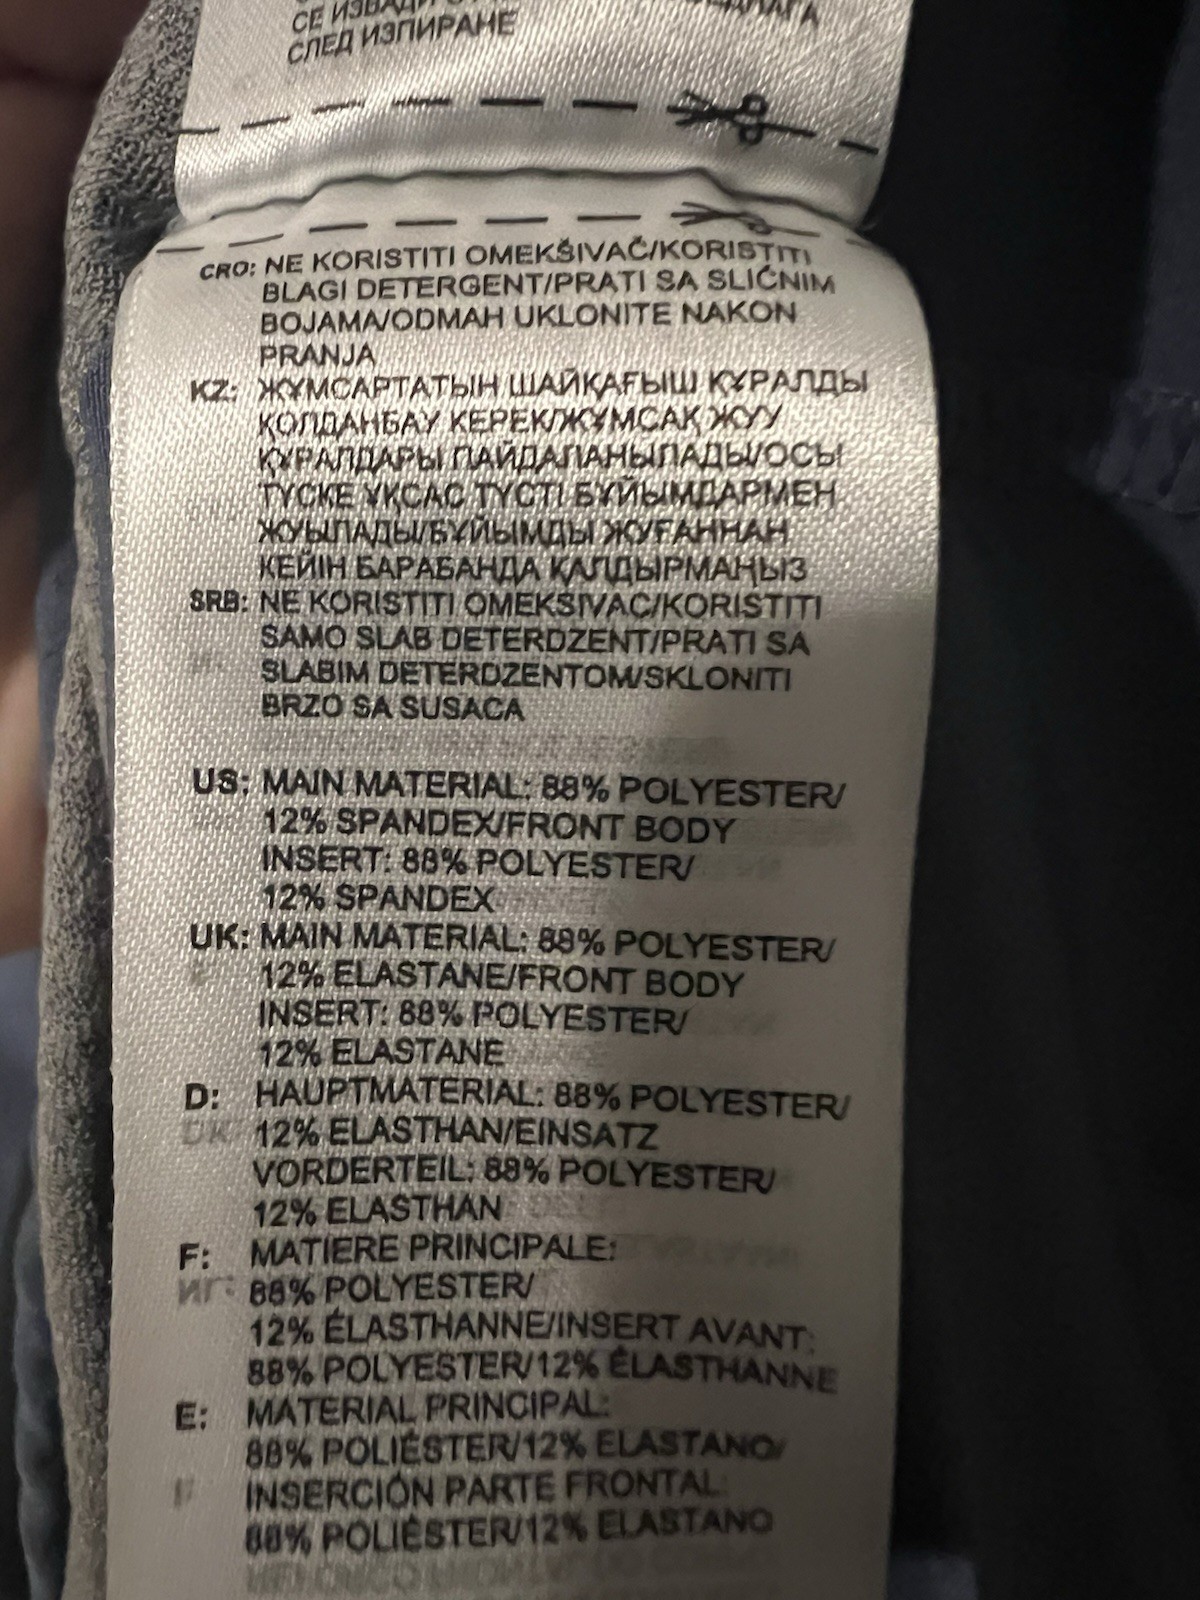 СЕ ИЗВАДИ
СЛЕД ИЗПИРАНЕ
CRO: NE KORISTITI OMEKŠIVAČ/KORISTITI
BLAGI DETERGENT/PRATI SA SLIČNIM
BOJAMA/ODMAH UKLONITE NAKON
PRANJA
KZ: ЖҰМСАРТАТЫН ШАЙҚАҒЫШ ҚҰРАЛДЫ
ҚОЛДАНБАУ КЕРЕК/ЖҰМСАҚ ЖУУ
ҚҰРАЛДАРЫ ПАЙДАЛАНЫЛАДЫ/ОСЫ
ТҮСКЕ ҰҚСАС ТҮСТІ БҰЙЫМДАРМЕН
ЖУЫЛАДЫ/БҰЙЫМДЫ ЖУҒАННАН
КЕЙІН БАРАБАНДА ҚАЛДЫРМАҢЫЗ
SRB: NE KORISTITI OMEKSIVAC/KORISTITI
SAMO SLAB DETERDZENT/PRATI SA
SLABIM DETERDZENTOM/SKLONITI
BRZO SA SUSACA
US: MAIN MATERIAL: 88% POLYESTER/
12% SPANDEX/FRONT BODY
INSERT: 88% POLYESTER/
12% SPANDEX
UK: MAIN MATERIAL: 88% POLYESTER/
12% ELASTANE/FRONT BODY
INSERT: 88% POLYESTER/
12% ELASTANE
D: HAUPTMATERIAL: 88% POLYESTER/
12% ELASTHAN/EINSATZ
VORDERTEIL: 88% POLYESTER/
12% ELASTHAN
F: MATIERE PRINCIPALE:
88% POLYESTER/
12% ÉLASTHANNE/INSERT AVANT:
88% POLYESTER/12% ÉLASTHANNE
E: MATERIAL PRINCIPAL:
88% POLIÉSTER/12% ELASTANO/
INSERCIÓN PARTE FRONTAL:
88% POLIÉSTER/12% ELASTANO